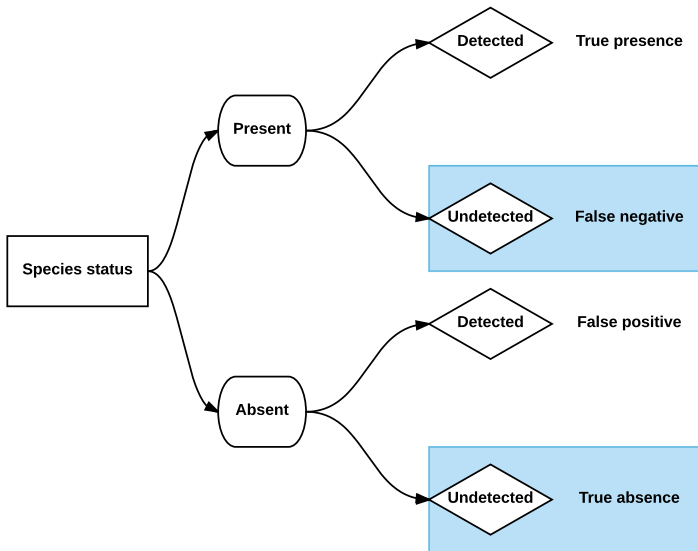 Detected True presence
Present
Undetected False negative
Species status
Detected False positive
Absent
Undetected True absence